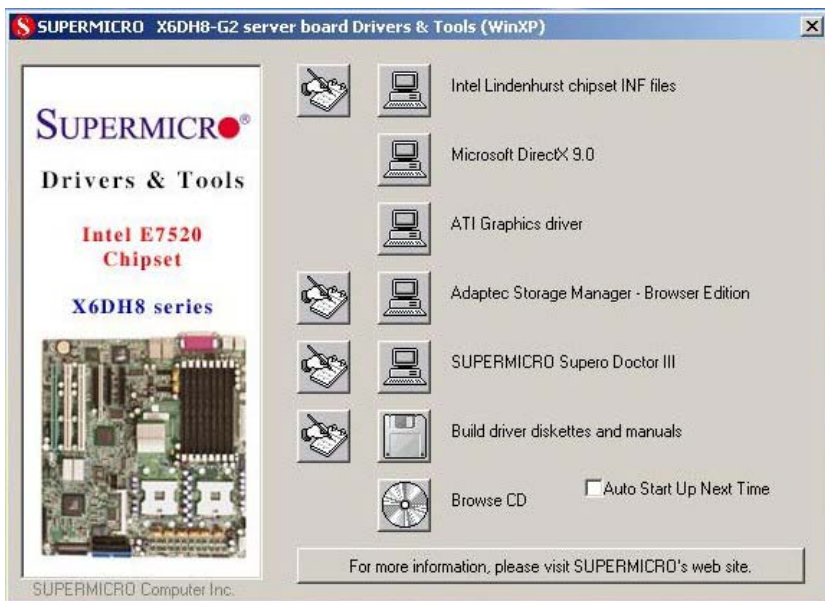 SUPERMICRO X6DH8-G2 server board Drivers & Tools (WinXP)
SUPERMICRO®
Drivers & Tools
Intel E7520
Chipset
X6DH8 series
SUPERMICRO Computer Inc.
Intel Lindenhurst chipset INF files
Microsoft DirectX 9.0
ATI Graphics driver
Adaptec Storage Manager - Browser Edition
SUPERMICRO Supero Doctor III
Build driver diskettes and manuals
Browse CD
Auto Start Up Next Time
For more information, please visit SUPERMICRO's web site.